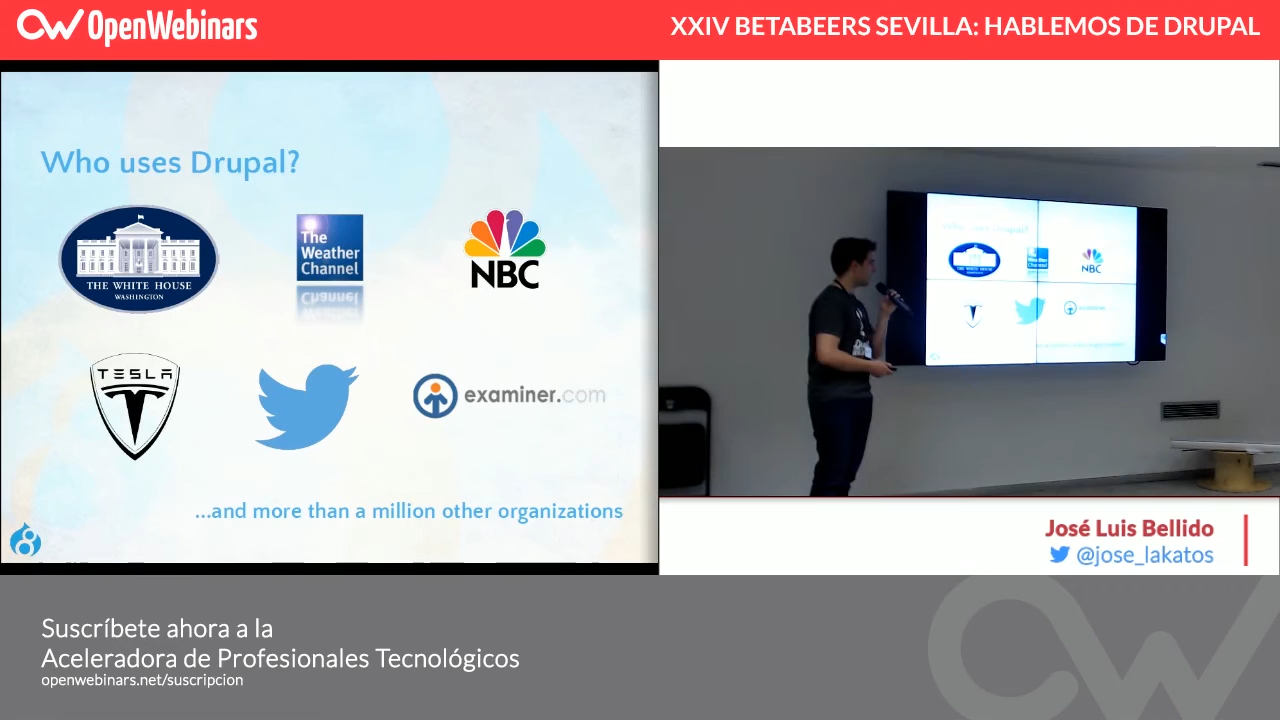 OpenWebinars
XXIV BETABEERS SEVILLA: HABLEMOS DE DRUPAL
Who uses Drupal?
THE WHITE HOUSE
WASHINGTON
The
Weather
Channel
Channel
NBC
TESLA
examiner.com
...and more than a million other organizations
NBC
José Luis Bellido
@jose_lakatos
Suscríbete ahora a la
Aceleradora de Profesionales Tecnológicos
openwebinars.net/suscripcion